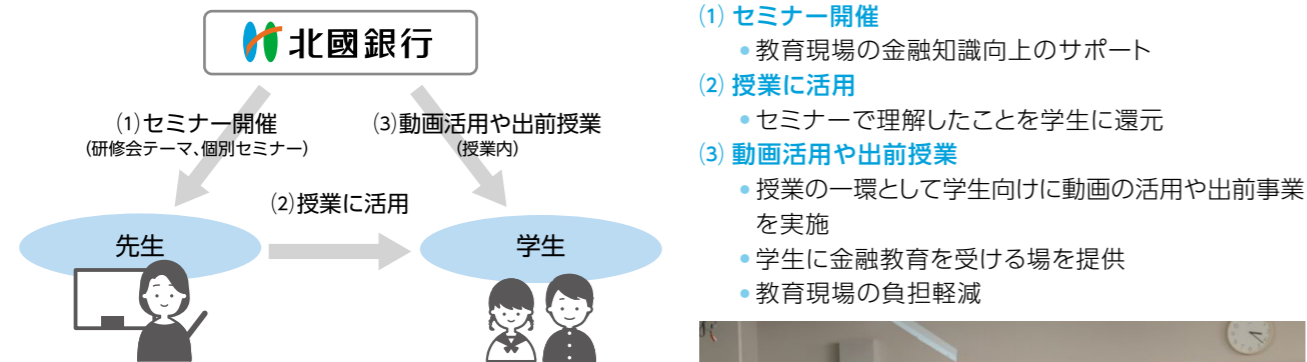 北國銀行
(1)セミナー開催
(研修会テーマ、個別セミナー)
(3)動画活用や出前授業
(授業内)
(2)授業に活用
先生
学生
(1) セミナー開催
• 教育現場の金融知識向上のサポート
(2) 授業に活用
• セミナーで理解したことを学生に還元
(3) 動画活用や出前授業
• 授業の一環として学生向けに動画の活用や出前事業
を実施
• 学生に金融教育を受ける場を提供
• 教育現場の負担軽減